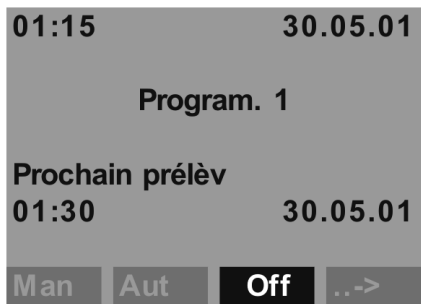 01:15 30.05.01
Program. 1
Prochain prélèv
01:30 30.05.01
Man Aut Off ..->